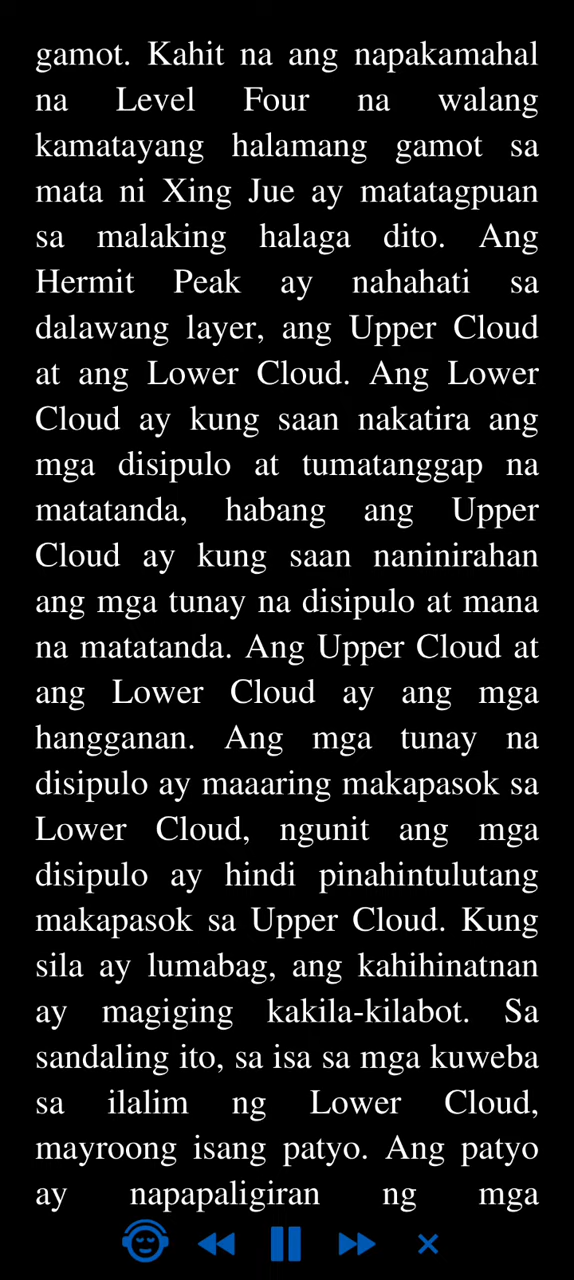 gamot. Kahit na ang napakamahal
na Level Four na walang
kamatayang halamang gamot sa
mata ni Xing Jue ay matatagpuan
sa malaking halaga dito. Ang
Hermit Peak ay nahahati sa
dalawang layer, ang Upper Cloud
at ang Lower Cloud. Ang Lower
Cloud ay kung saan nakatira ang
mga disipulo at tumatanggap na
matatanda, habang ang Upper
Cloud ay kung saan naninirahan
ang mga tunay na disipulo at mana
na matatanda. Ang Upper Cloud at
ang Lower Cloud ay ang mga
hangganan. Ang mga tunay na
disipulo ay maaaring makapasok sa
Lower Cloud, ngunit ang mga
disipulo ay hindi pinahintulutang
makapasok sa Upper Cloud. Kung
sila ay lumabag, ang kahihinatnan
ay magiging kakila-kilabot. Sa
sandaling ito, sa isa sa mga kuweba
sa ilalim ng Lower Cloud,
mayroong isang patyo. Ang patyo
ay napapaligiran ng mga